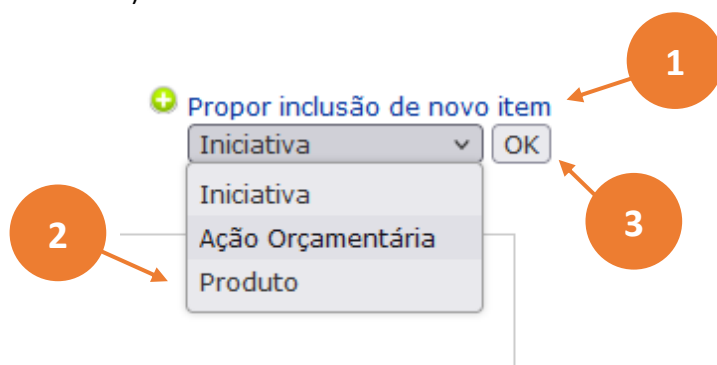 1
Propor inclusão de novo item
Iniciativa OK
Iniciativa
2 Ação Orçamentária 3
Produto